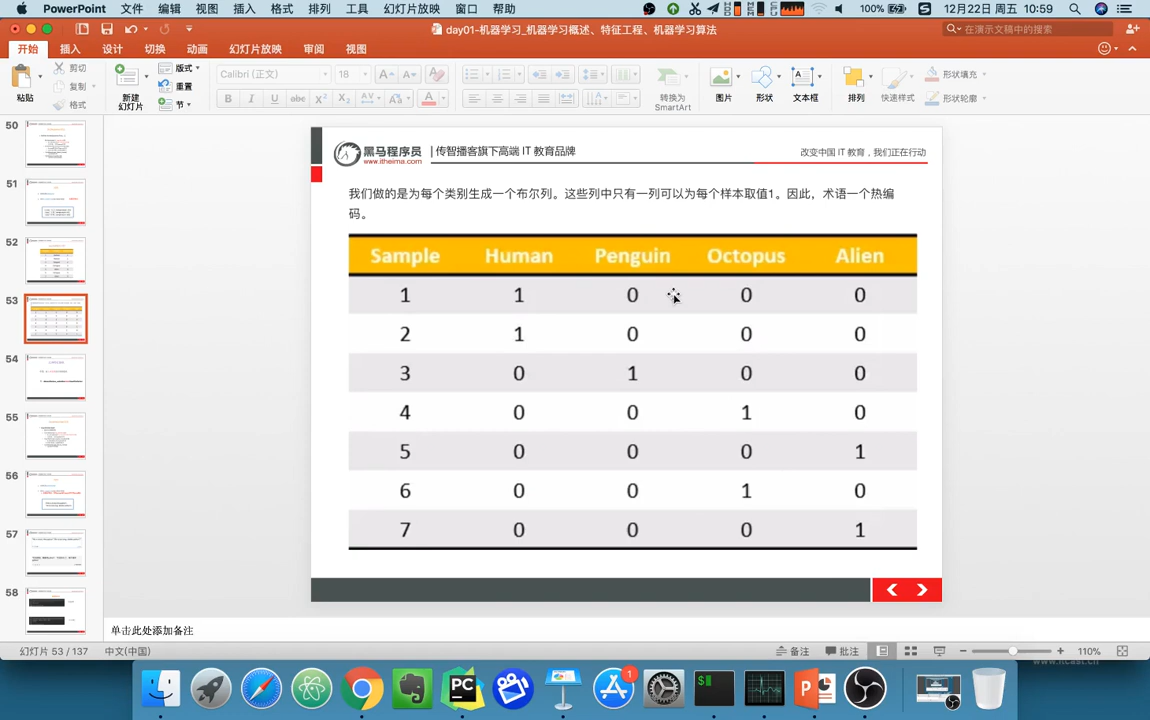 PowerPoint 文件 编辑 视图 插入 格式 排列 工具 幻灯片放映 窗口 帮助 100% 12月22日 周五 10:59
day01-机器学习_机器学习概述、特征工程、机器学习算法
在演示文稿中的搜索
开始 插入 设计 切换 动画 幻灯片放映 审阅 视图
粘贴 剪切 复制 格式
新建
幻灯片
版式 重置 节
Calibri (正文) 18
B I U abc X² X₂
转换为
SmartArt
图片 形状 文本框 排列 快速样式 形状填充 形状轮廓
50
51
52
53
54
55
56
57
58
黑马程序员
www.itheima.com
传智播客旗下高端 IT 教育品牌
改变中国 IT 教育，我们正在行动
我们做的是为每个类别生成一个布尔列。这些列中只有一列可以为每个样本取值1。因此，术语一个热编
码。
Sample Human Penguin Octopus Alien
1 1 0 0 0
2 1 0 0 0
3 0 1 0 0
4 0 0 1 0
5 0 0 0 1
6 0 0 1 0
7 0 0 0 1
单击此处添加备注
幻灯片 53 / 137 中文(中国) 备注 批注 110%
www.itcast.cn
PC
1